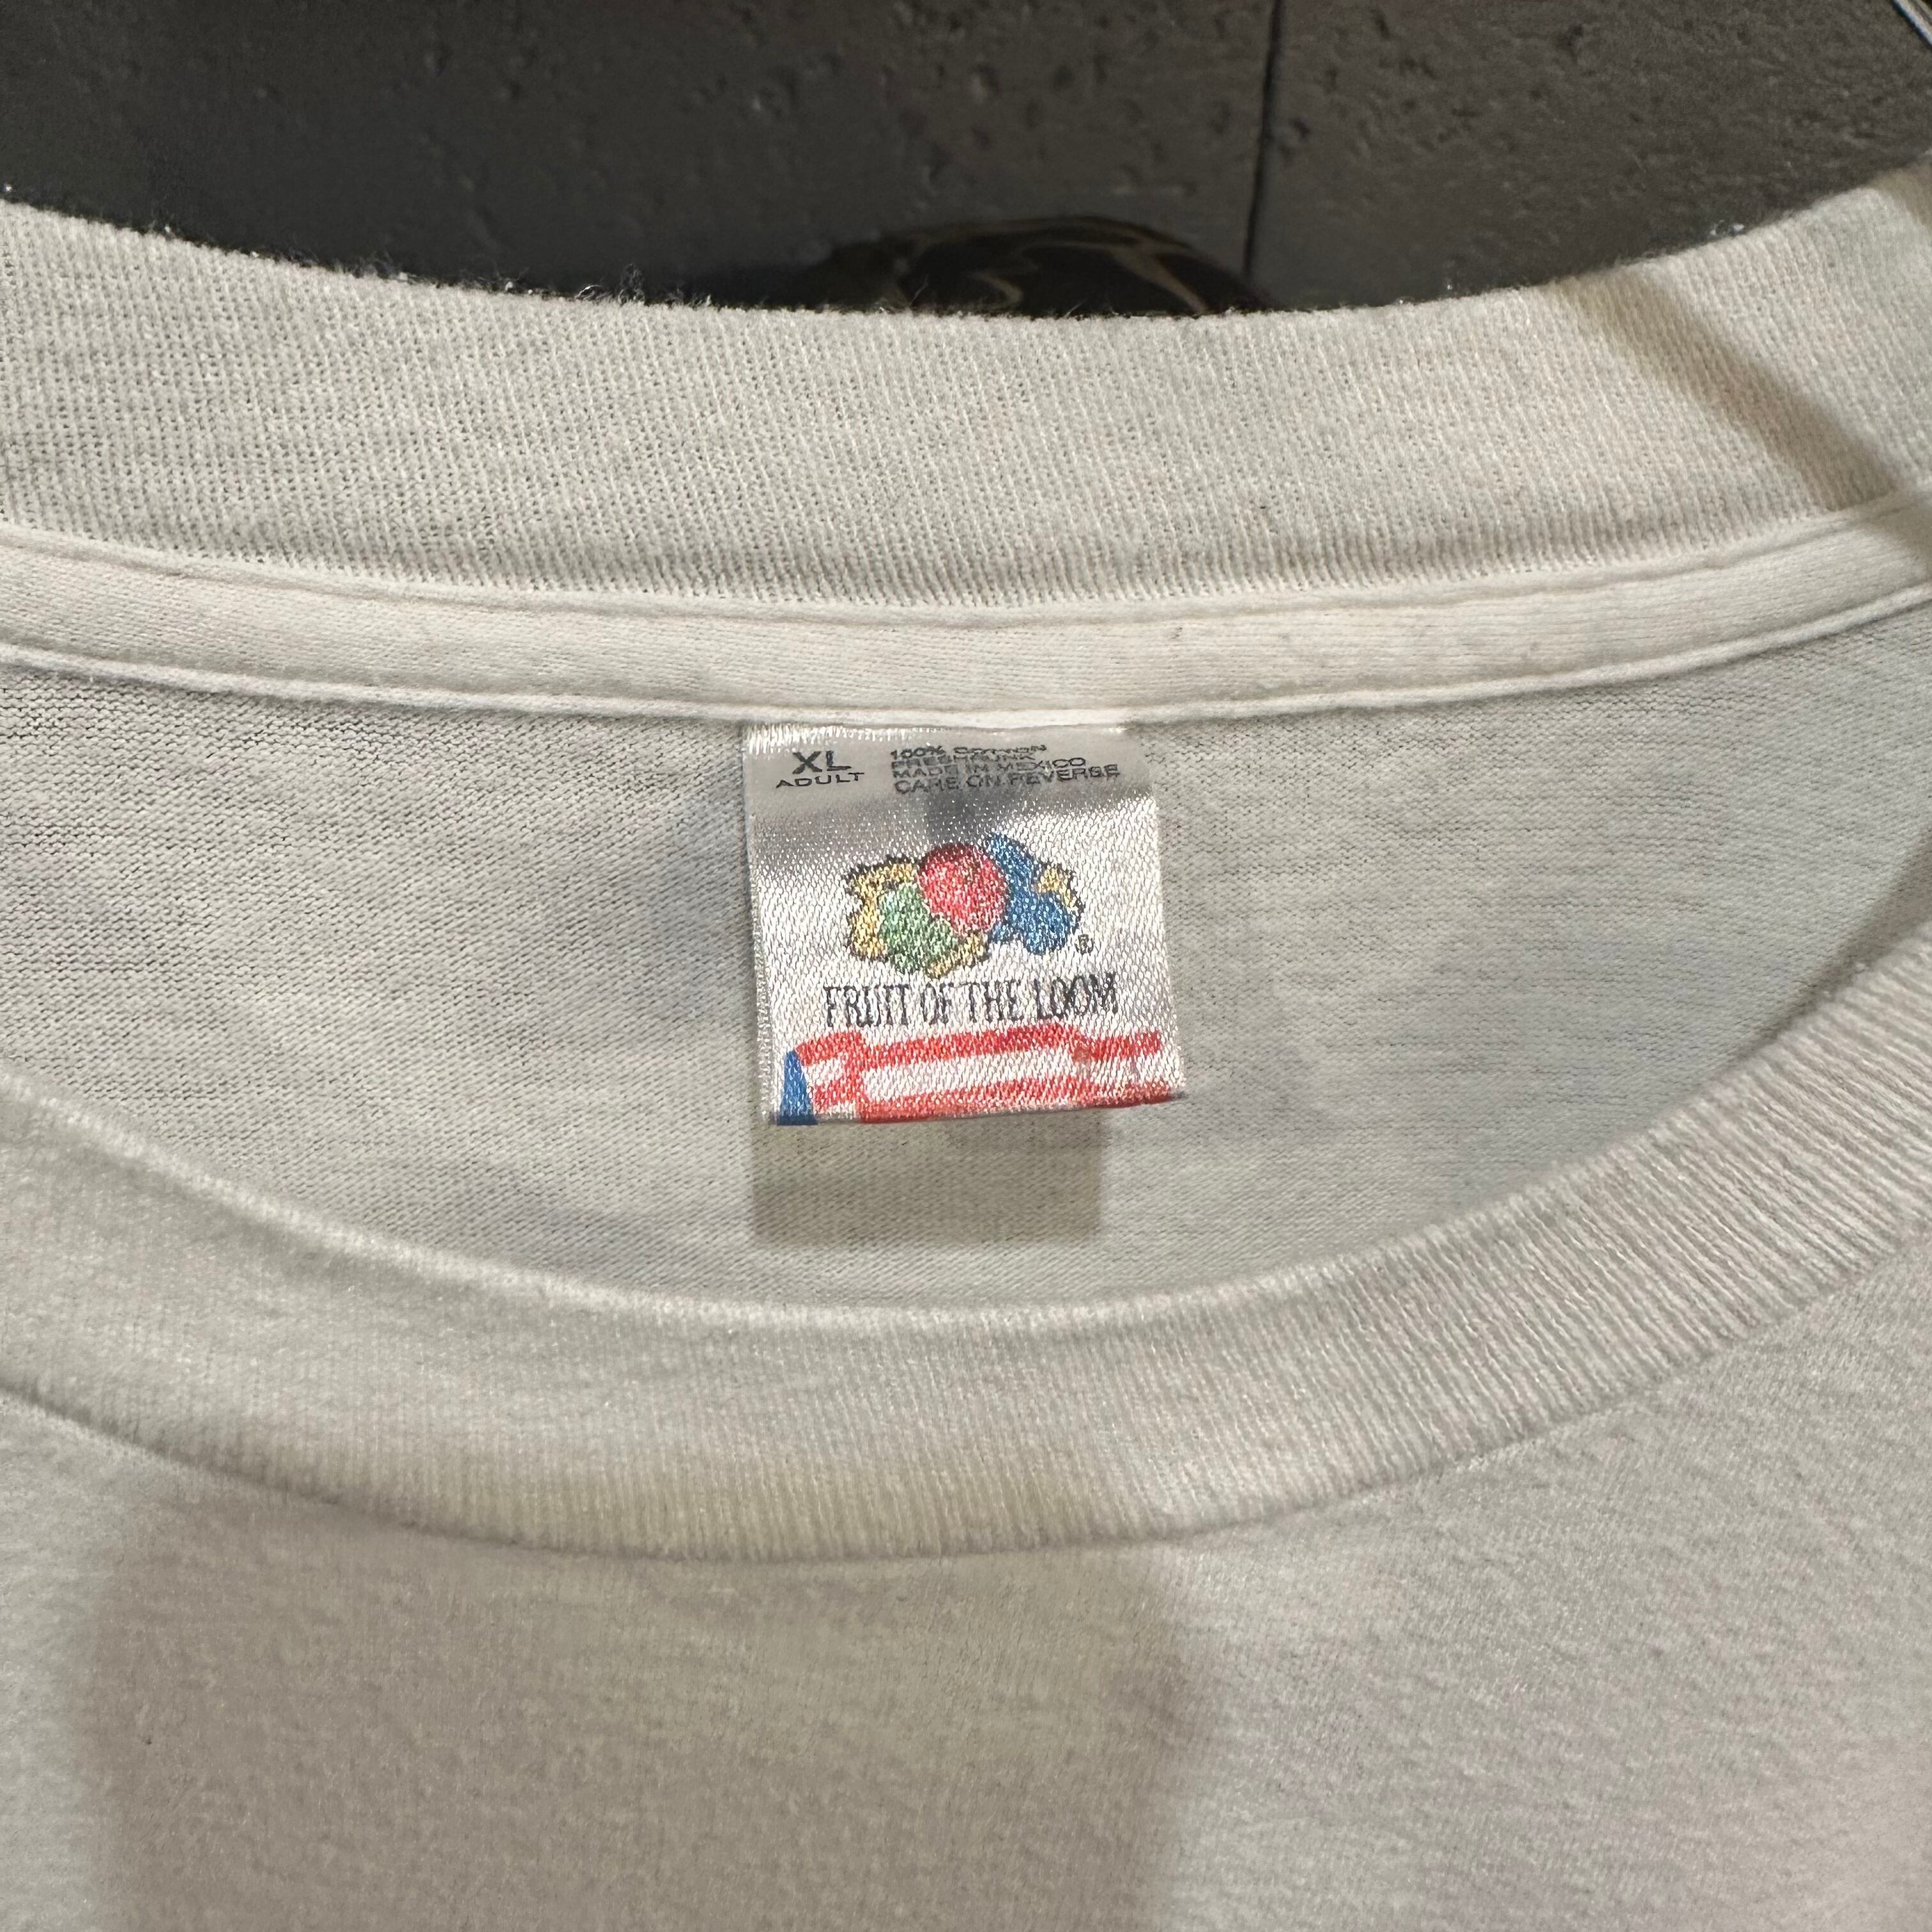 XL
ADULT
100% COTTON
PRESHRUNK
MADE IN MEXICO
CARE ON REVERSE
®
FRUIT OF THE LOOM